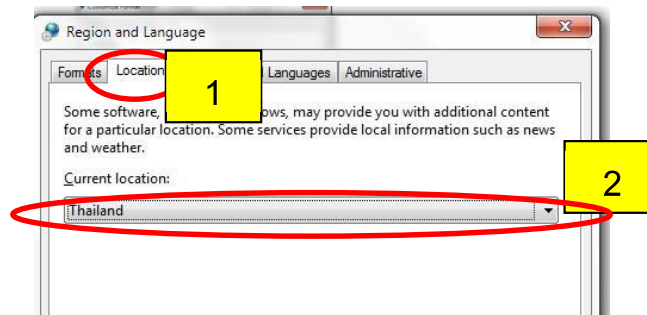 Region and Language
Formats Location Languages Administrative
1
Some software, ows, may provide you with additional content
for a particular location. Some services provide local information such as news
and weather.
Current location:
Thailand
2